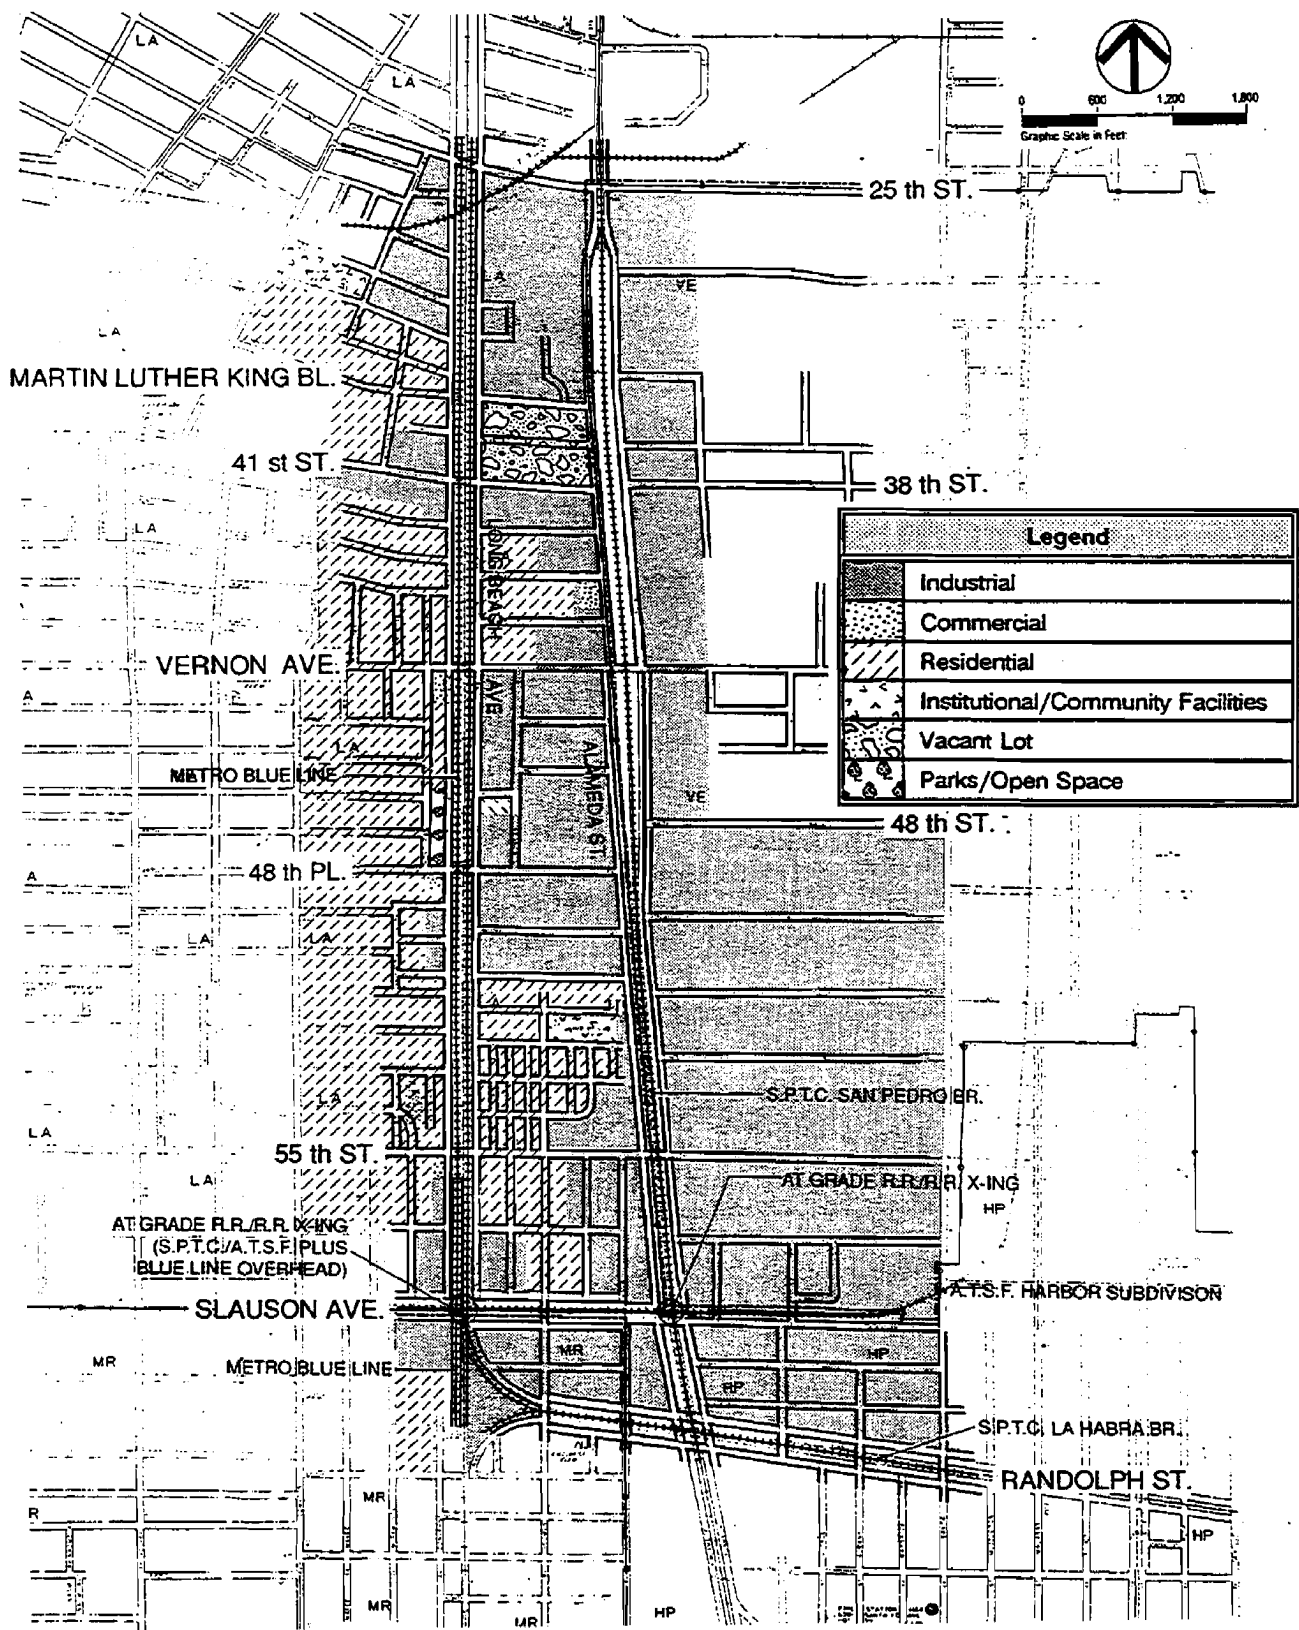 LA
LA
0 600 1,200 1,800
Graphic Scale in Feet
25 th ST.
LA
VE
LA
MARTIN LUTHER KING BL.
41 st ST.
38 th ST.
LA
LONG BEACH AVE.
Legend
Industrial
Commercial
Residential
Institutional/Community Facilities
Vacant Lot
Parks/Open Space
VERNON AVE.
A
LA
METRO BLUE LINE
ALAMEDA ST.
VE
48 th ST.
48 th PL.
A
LA
LA
S.P.T.C. SAN PEDRO BR.
LA
LA
55 th ST.
LA
AT GRADE R.R./R.R. X-ING
HP
AT GRADE R.R./R.R. X-ING
(S.P.T.C./A.T.S.F. PLUS
BLUE LINE OVERHEAD)
A.T.S.F. HARBOR SUBDIVISON
SLAUSON AVE.
MR
MR
HP
METRO BLUE LINE
HP
S.P.T.C. LA HABRA BR.
RANDOLPH ST.
MR
R
HP
MR
MR
HP